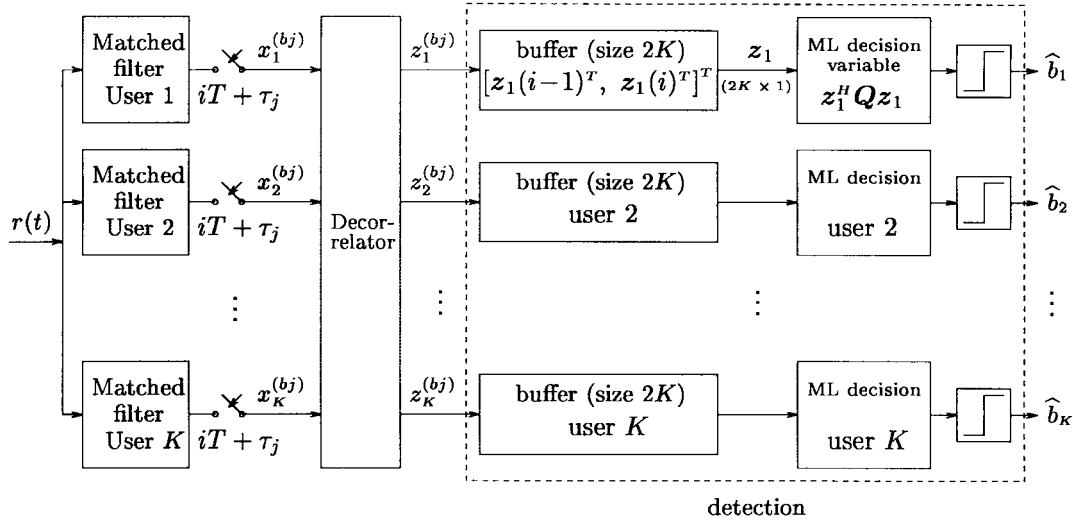 Matched
filter
User 1
iT + τ_j
x_1^{(bj)}
z_1^{(bj)}
buffer (size 2K)
[z_1(i−1)^T, z_1(i)^T]^T
z_1
(2K × 1)
ML decision
variable
z_1^H Q z_1
b̂_1
Matched
filter
User 2
iT + τ_j
x_2^{(bj)}
z_2^{(bj)}
buffer (size 2K)
user 2
ML decision
user 2
b̂_2
r(t)
Decor-
relator
⋮ ⋮ ⋮ ⋮
Matched
filter
User K
iT + τ_j
x_K^{(bj)}
z_K^{(bj)}
buffer (size 2K)
user K
ML decision
user K
b̂_K
detection